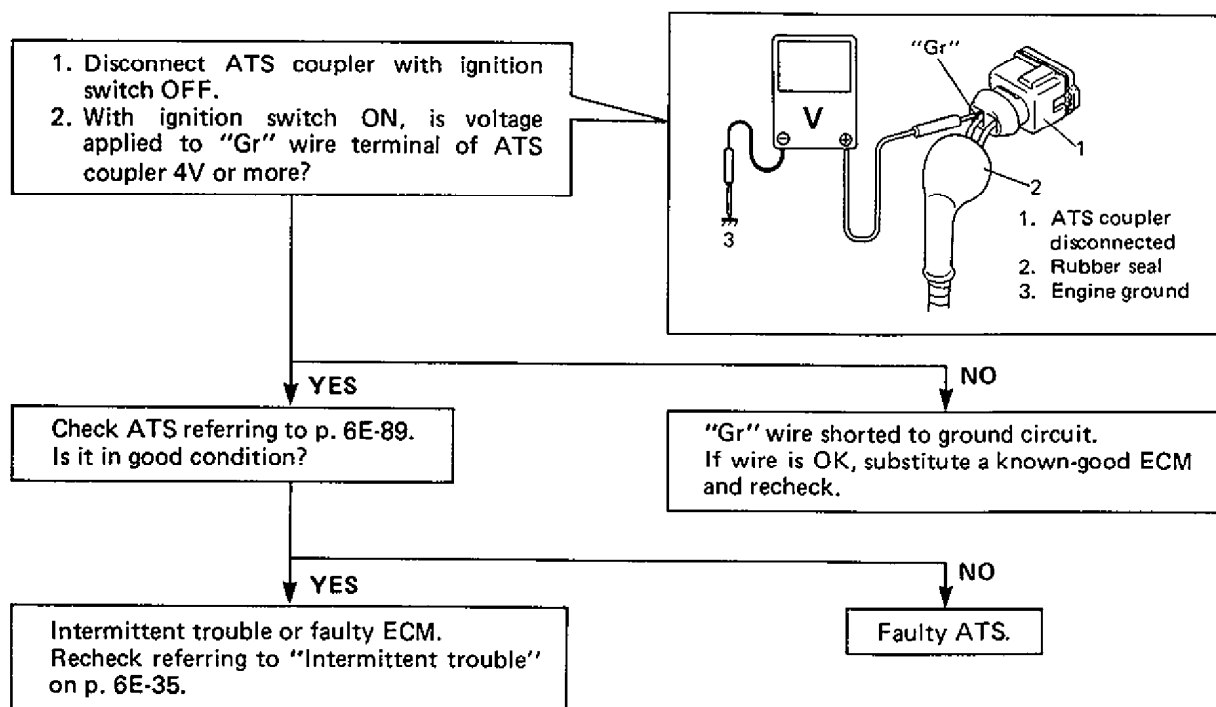 1. Disconnect ATS coupler with ignition
switch OFF.
2. With ignition switch ON, is voltage
applied to "Gr" wire terminal of ATS
coupler 4V or more?
"Gr"
V
1
2
3
1. ATS coupler
disconnected
2. Rubber seal
3. Engine ground
YES
NO
Check ATS referring to p. 6E-89.
Is it in good condition?
"Gr" wire shorted to ground circuit.
If wire is OK, substitute a known-good ECM
and recheck.
YES
NO
Intermittent trouble or faulty ECM.
Recheck referring to "Intermittent trouble"
on p. 6E-35.
Faulty ATS.